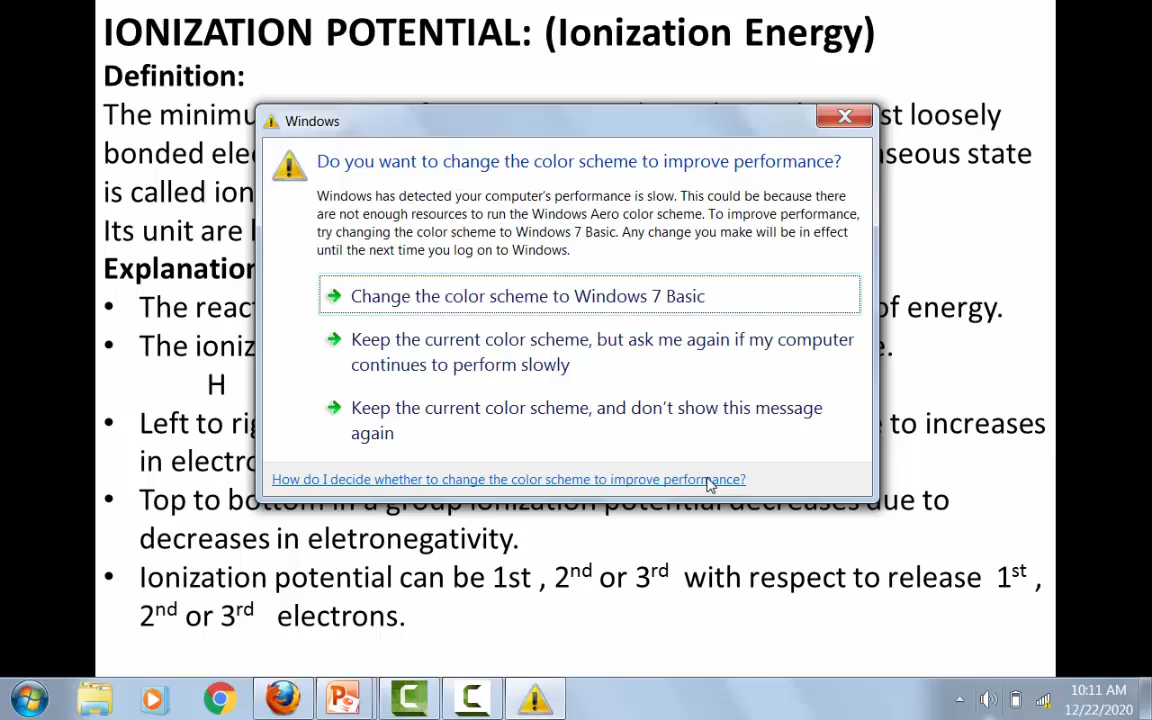 IONIZATION POTENTIAL: (Ionization Energy)
Definition:
The minimu
st loosely
bonded ele
aseous state
is called ion
Its unit are
Explanation
The react
of energy.
The ioniz
e.
H
Left to rig
e to increases
in electro
Windows
Do you want to change the color scheme to improve performance?
Windows has detected your computer's performance is slow. This could be because there
are not enough resources to run the Windows Aero color scheme. To improve performance,
try changing the color scheme to Windows 7 Basic. Any change you make will be in effect
until the next time you log on to Windows.
Change the color scheme to Windows 7 Basic
Keep the current color scheme, but ask me again if my computer
continues to perform slowly
Keep the current color scheme, and don't show this message
again
How do I decide whether to change the color scheme to improve performance?
• Top to bottom in a group ionization potential decreases due to
decreases in eletronegativity.
• Ionization potential can be 1st , 2nd or 3rd with respect to release 1st ,
2nd or 3rd electrons.
10:11 AM
12/22/2020